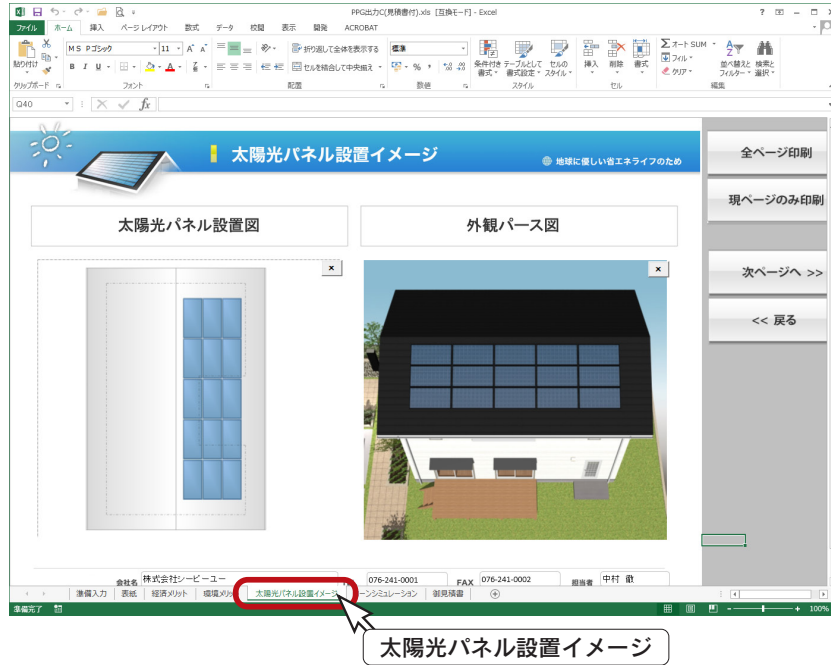 PPG出力C(見積書付).xls [互換モード] - Excel
ファイル ホーム 挿入 ページ レイアウト 数式 データ 校閲 表示 開発 ACROBAT
貼り付け
MS Pゴシック 11
B I U
折り返して全体を表示する
セルを結合して中央揃え
標準
条件付き書式 テーブルとして書式設定 セルのスタイル
挿入 削除 書式
オート SUM
フィル
クリア
並べ替えとフィルター 検索と選択
クリップボード フォント 配置 数値 スタイル セル 編集
Q40
fx
太陽光パネル設置イメージ
地球に優しい省エネライフのため
全ページ印刷
現ページのみ印刷
次ページへ >>
<< 戻る
太陽光パネル設置図
外観パース図
x
x
会社名 株式会社シーピーユー
076-241-0001
FAX 076-241-0002
担当者 中村 徹
準備入力 表紙 経済メリット 環境メリ 太陽光パネル設置イメージ ーンシミュレーション 御見積書
準備完了
100%
太陽光パネル設置イメージ